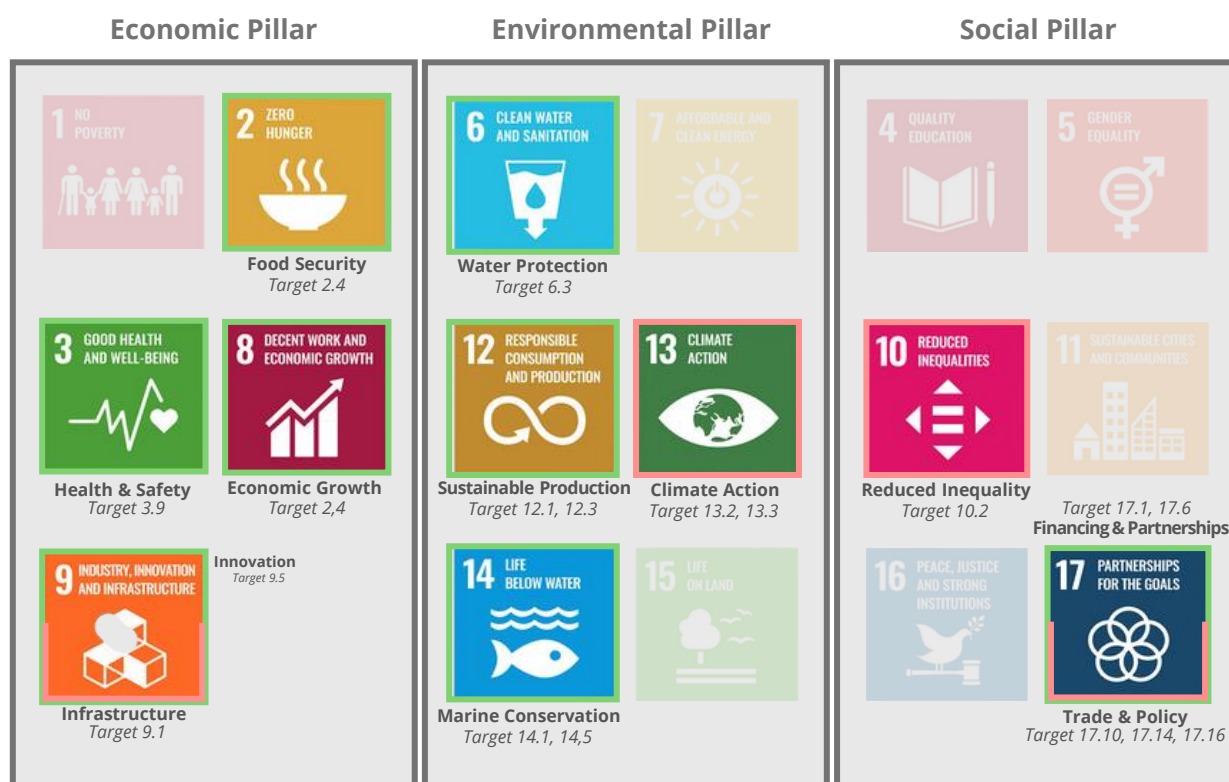 Economic Pillar
Environmental Pillar
Social Pillar
1 NO
POVERTY
2 ZERO
HUNGER
Food Security
Target 2.4
3 GOOD HEALTH
AND WELL-BEING
Health & Safety
Target 3.9
8 DECENT WORK AND
ECONOMIC GROWTH
Economic Growth
Target 2,4
9 INDUSTRY, INNOVATION
AND INFRASTRUCTURE
Innovation
Target 9.5
Infrastructure
Target 9.1
6 CLEAN WATER
AND SANITATION
Water Protection
Target 6.3
7 AFFORDABLE AND
CLEAN ENERGY
12 RESPONSIBLE
CONSUMPTION
AND PRODUCTION
Sustainable Production
Target 12.1, 12.3
13 CLIMATE
ACTION
Climate Action
Target 13.2, 13.3
14 LIFE
BELOW WATER
Marine Conservation
Target 14.1, 14,5
15 LIFE
ON LAND
4 QUALITY
EDUCATION
5 GENDER
EQUALITY
10 REDUCED
INEQUALITIES
Reduced Inequality
Target 10.2
11 SUSTAINABLE CITIES
AND COMMUNITIES
Target 17.1, 17.6
Financing & Partnerships
16 PEACE, JUSTICE
AND STRONG
INSTITUTIONS
17 PARTNERSHIPS
FOR THE GOALS
Trade & Policy
Target 17.10, 17.14, 17.16